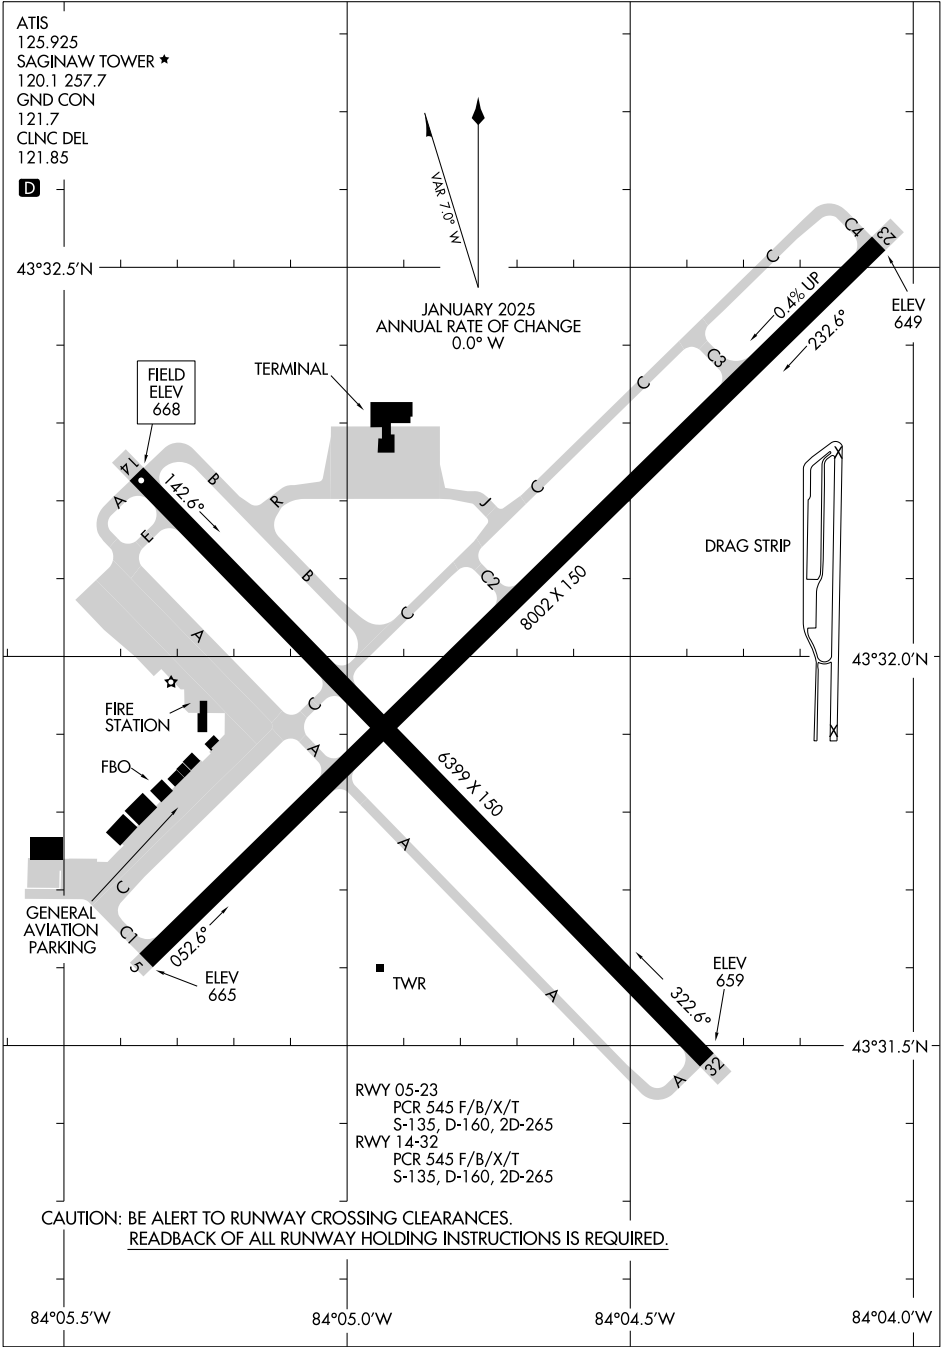 ATIS
125.925
SAGINAW TOWER ★
120.1 257.7
GND CON
121.7
CLNC DEL
121.85
D
VAR 7.0° W
JANUARY 2025
ANNUAL RATE OF CHANGE
0.0° W
43°32.5'N
C4
23
C
ELEV
649
0.4% UP
232.6°
C3
C
FIELD
ELEV
668
TERMINAL
14
142.6°
A
E
B
R
J
C
B
C2
C
8002 X 150
DRAG STRIP
X
X
A
43°32.0'N
FIRE
STATION
C
A
FBO
6399 X 150
A
C
GENERAL
AVIATION
PARKING
C1
5
052.6°
ELEV
665
TWR
A
322.6°
ELEV
659
43°31.5'N
32
A
RWY 05-23
PCR 545 F/B/X/T
S-135, D-160, 2D-265
RWY 14-32
PCR 545 F/B/X/T
S-135, D-160, 2D-265
CAUTION: BE ALERT TO RUNWAY CROSSING CLEARANCES.
READBACK OF ALL RUNWAY HOLDING INSTRUCTIONS IS REQUIRED.
84°05.5'W
84°05.0'W
84°04.5'W
84°04.0'W